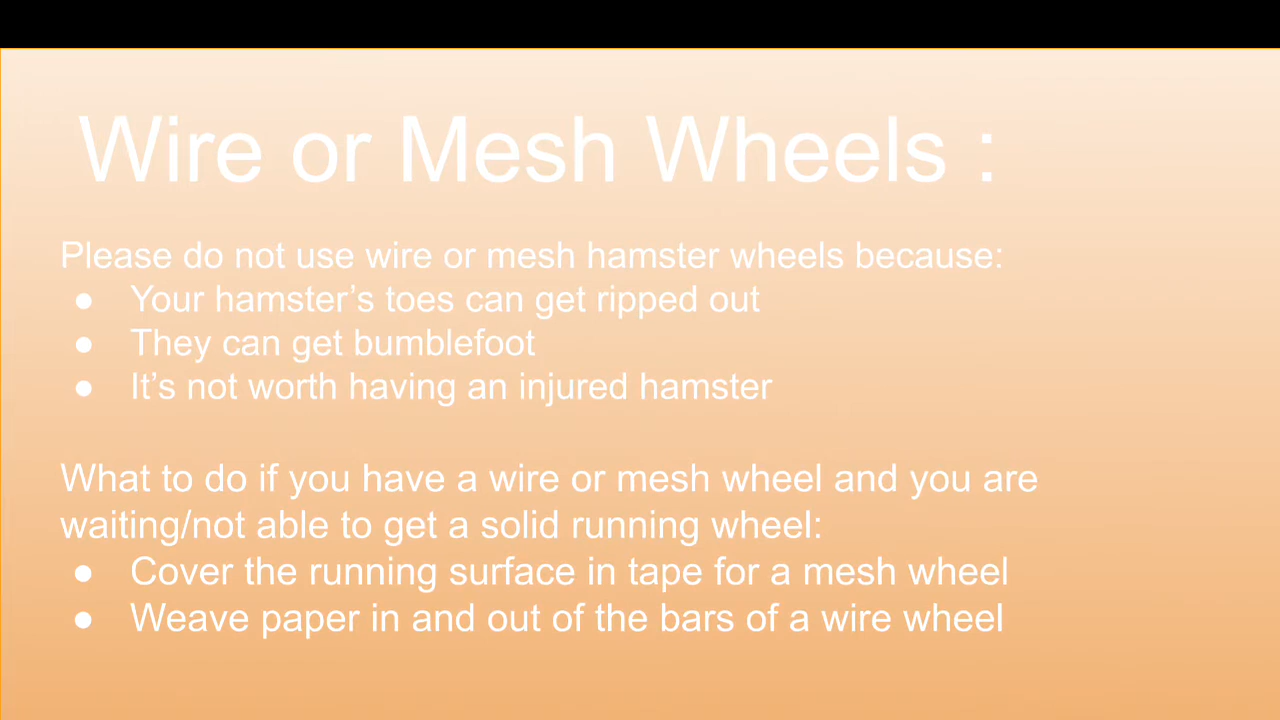 Wire or Mesh Wheels :
Please do not use wire or mesh hamster wheels because:
● Your hamster’s toes can get ripped out
● They can get bumblefoot
● It’s not worth having an injured hamster
What to do if you have a wire or mesh wheel and you are
waiting/not able to get a solid running wheel:
● Cover the running surface in tape for a mesh wheel
● Weave paper in and out of the bars of a wire wheel